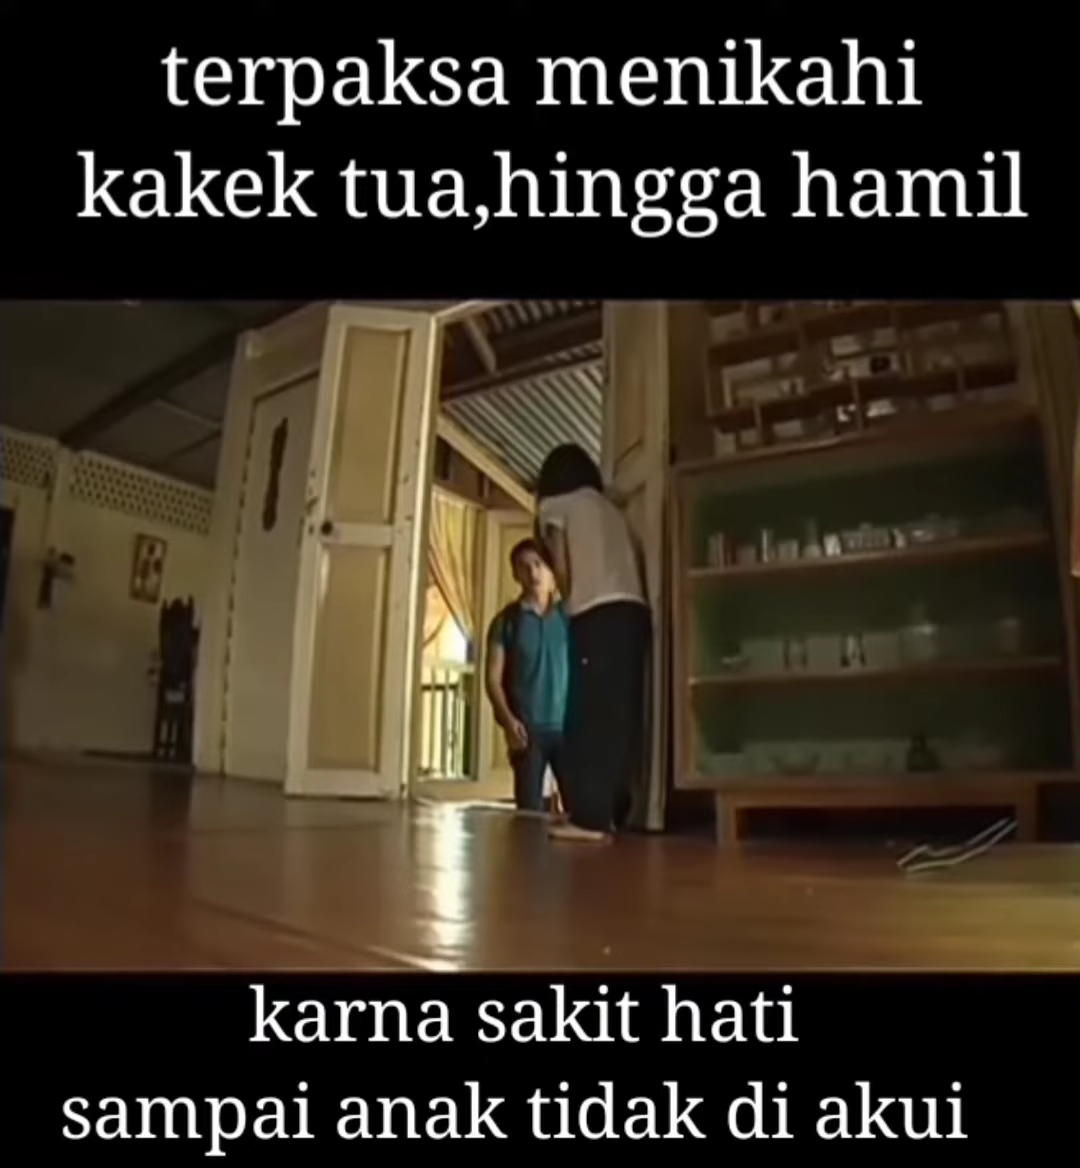 terpaksa menikahi
kakek tua,hingga hamil
karna sakit hati
sampai anak tidak di akui